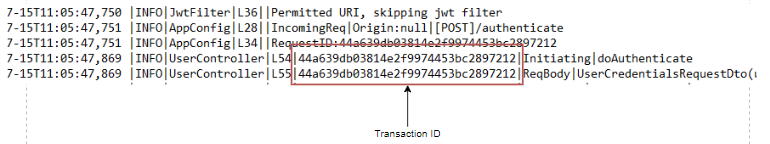 7-15T11:05:47,750 |INFO|JwtFilter|L36||Permitted URI, skipping jwt filter
7-15T11:05:47,751 |INFO|AppConfig|L28||IncomingReq|Origin:null|[POST]/authenticate
7-15T11:05:47,751 |INFO|AppConfig|L34||RequestID:44a639db03814e2f9974453bc2897212
7-15T11:05:47,869 |INFO|UserController|L54|44a639db03814e2f9974453bc2897212|Initiating|doAuthenticate
7-15T11:05:47,869 |INFO|UserController|L55|44a639db03814e2f9974453bc2897212|ReqBody|UserCredentialsRequestDto(
Transaction ID